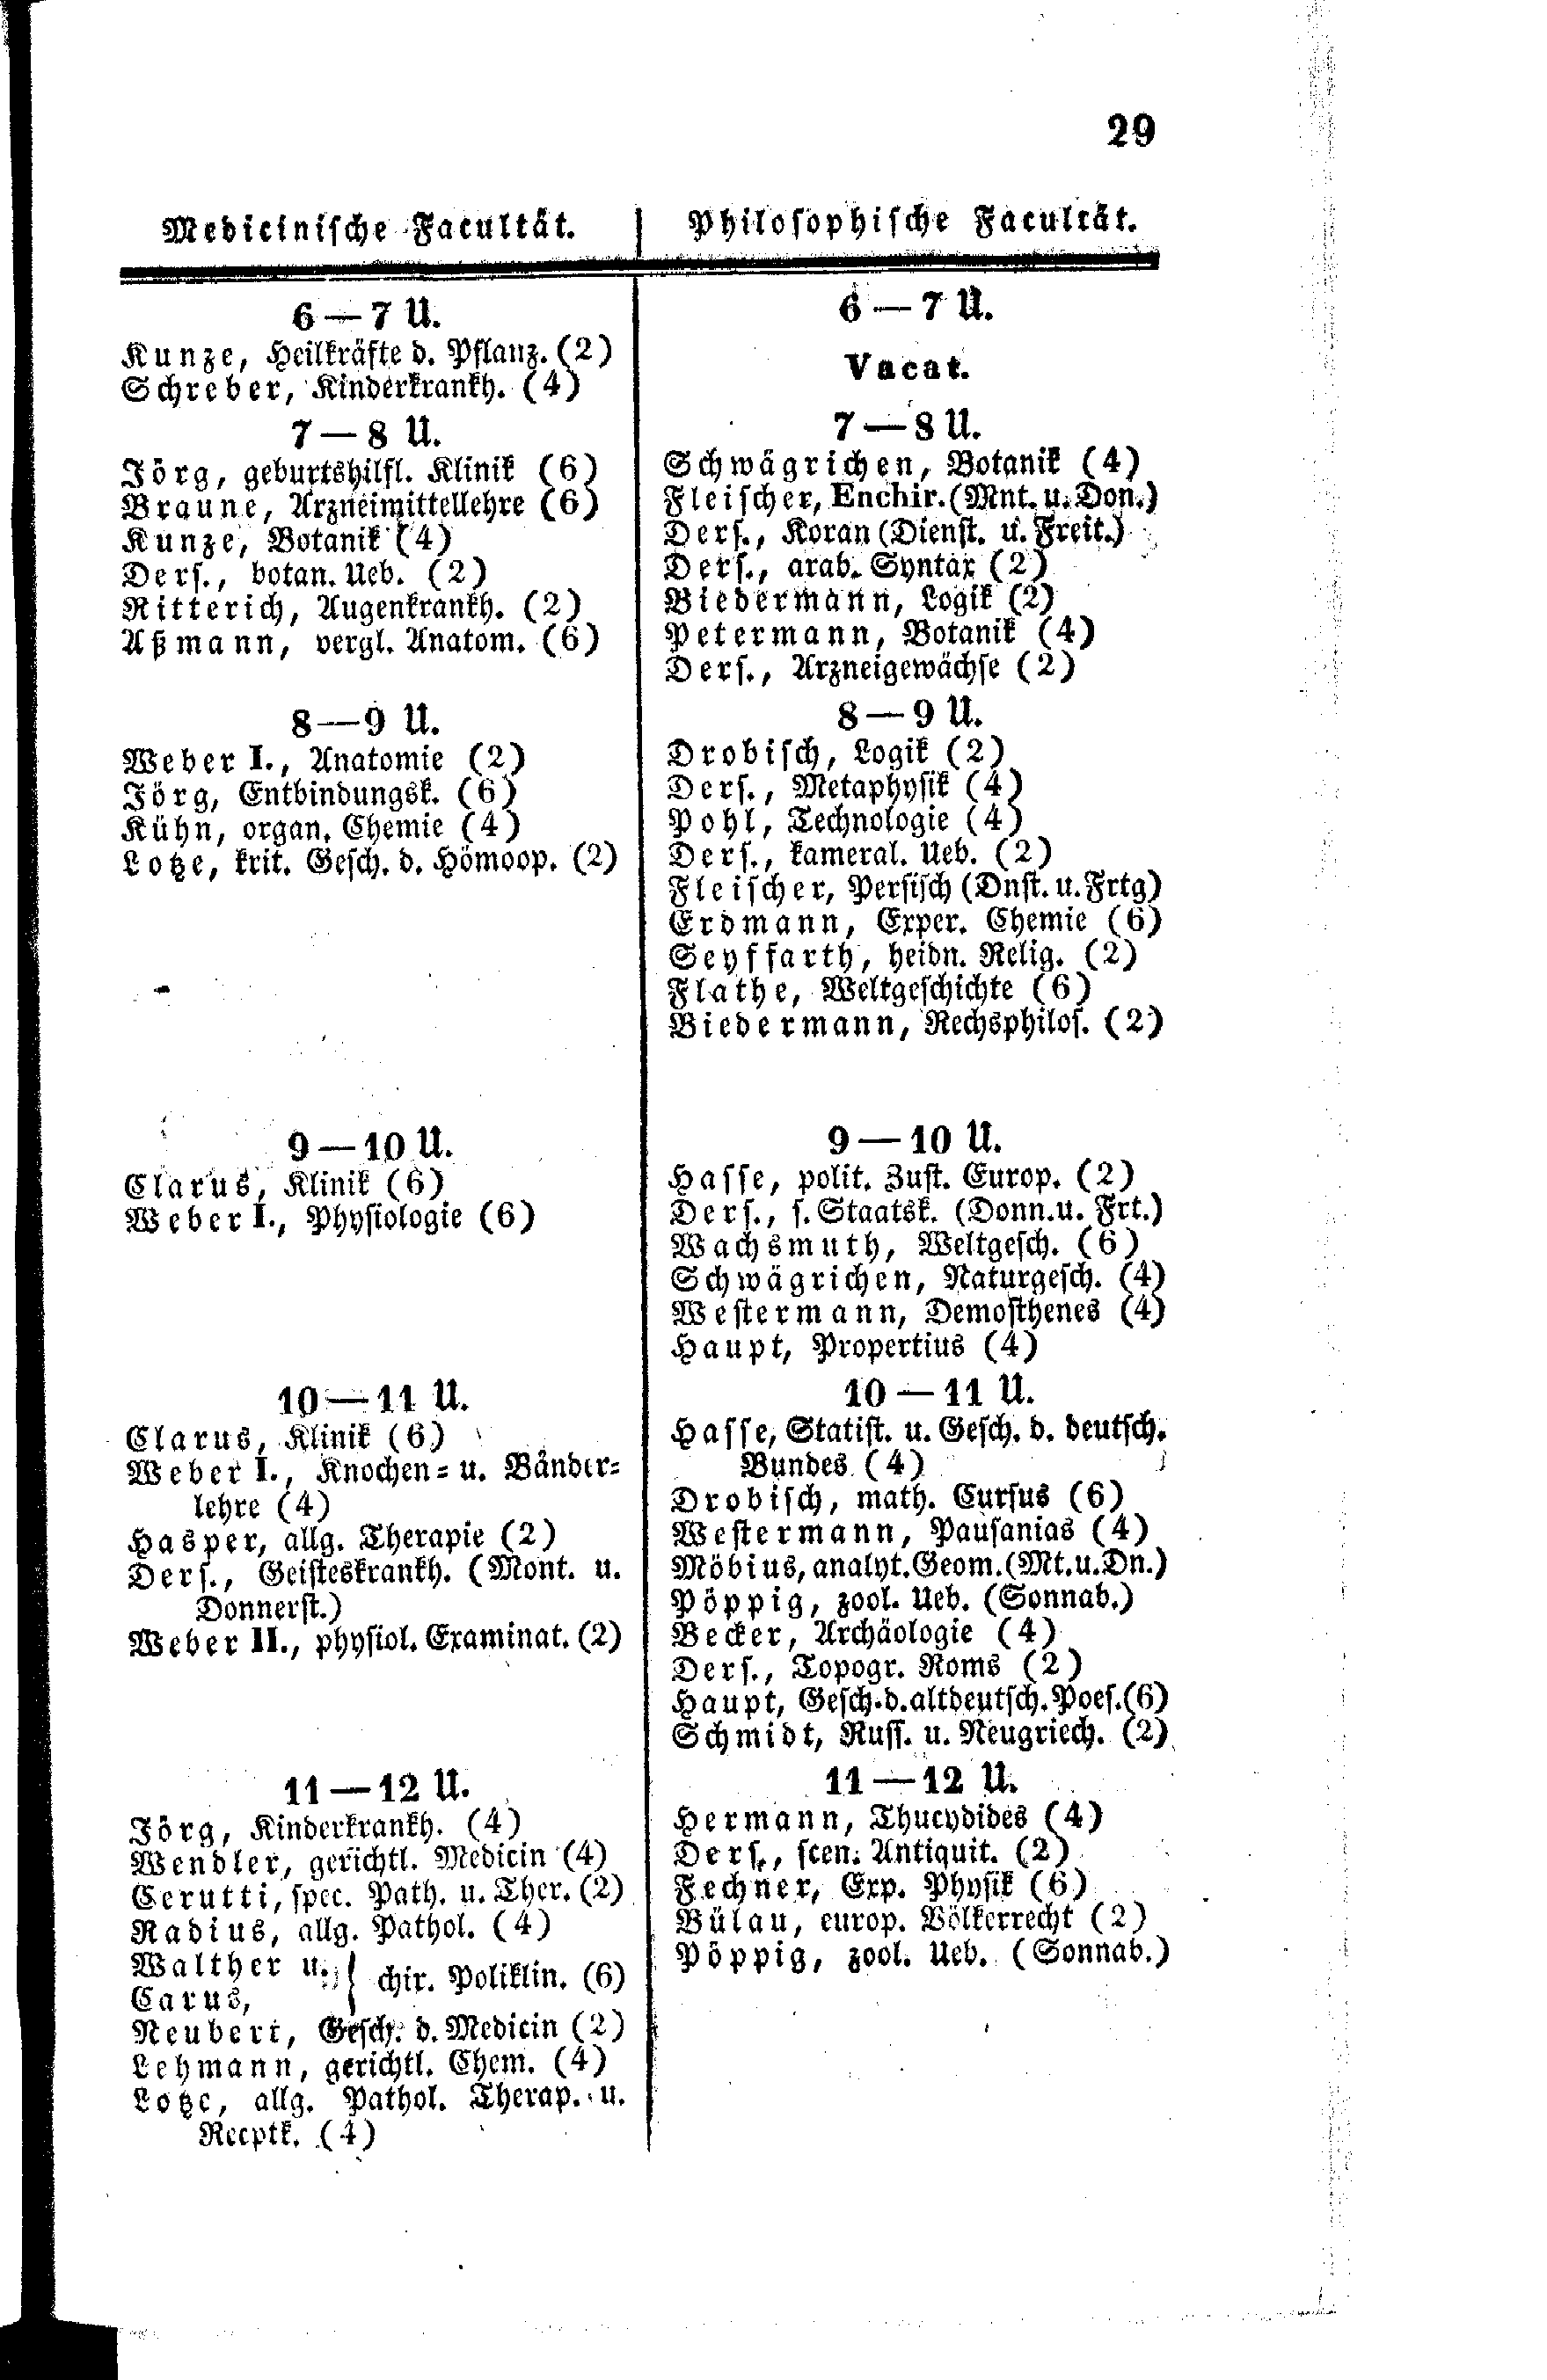 29
Medicinische Facultät.
6 — 7 U.
Kunze, Heilkräfte d. Pflanz. (2)
Schreber, Kinderkrankh. (4)
7 — 8 U.
Jörg, geburtshilfl. Klinik (6)
Braune, Arzneimittellehre (6)
Kunze, Botanik (4)
Ders., botan. Ueb. (2)
Ritterich, Augenkrankh. (2)
Aßmann, vergl. Anatom. (6)
8—9 U.
Weber I., Anatomie (2)
Jörg, Entbindungsk. (6)
Kühn, organ. Chemie (4)
Lotze, krit. Gesch. d. Hömoop. (2)
9 — 10 U.
Clarus, Klinik (6)
Weber I., Physiologie (6)
10 — 11 U.
Clarus, Klinik (6)
Weber I., Knochen- u. Bänder-
lehre (4)
Hasper, allg. Therapie (2)
Ders., Geisteskrankh. (Mont. u.
Donnerst.)
Weber II., physiol. Examinat. (2)
11 — 12 U.
Jörg, Kinderkrankh. (4)
Wendler, gerichtl. Medicin (4)
Cerutti, spec. Path. u. Ther. (2)
Radius, allg. Pathol. (4)
Walther u.
Carus, } chir. Poliklin. (6)
Neubert, Gesch. d. Medicin (2)
Lehmann, gerichtl. Chem. (4)
Lotze, allg. Pathol. Therap. u.
Receptk. (4)
Philosophische Facultät.
6 — 7 U.
Vacat.
7 — 8 U.
Schwägrichen, Botanik (4)
Fleischer, Enchir. (Mnt. u. Don.)
Ders., Koran (Dienst. u. Freit.)
Ders., arab. Syntax (2)
Biedermann, Logik (2)
Petermann, Botanik (4)
Ders., Arzneigewächse (2)
8 — 9 U.
Drobisch, Logik (2)
Ders., Metaphysik (4)
Pohl, Technologie (4)
Ders., kameral. Ueb. (2)
Fleischer, Persisch (Dnst. u. Frtg)
Erdmann, Exper. Chemie (6)
Seyffarth, heidn. Relig. (2)
Flathe, Weltgeschichte (6)
Biedermann, Rechsphilos. (2)
9 — 10 U.
Hasse, polit. Zust. Europ. (2)
Ders., s. Staatsk. (Donn. u. Frt.)
Wachsmuth, Weltgesch. (6)
Schwägrichen, Naturgesch. (4)
Westermann, Demosthenes (4)
Haupt, Propertius (4)
10 — 11 U.
Hasse, Statist. u. Gesch. d. deutsch.
Bundes (4)
Drobisch, math. Cursus (6)
Westermann, Pausanias (4)
Möbius, analyt. Geom. (Mt. u. Dn.)
Pöppig, zool. Ueb. (Sonnab.)
Becker, Archäologie (4)
Ders., Topogr. Roms (2)
Haupt, Gesch. d. altdeutsch. Poes. (6)
Schmidt, Russ. u. Neugriech. (2)
11 — 12 U.
Hermann, Thucydides (4)
Ders., scen. Antiquit. (2)
Fechner, Exp. Physik (6)
Bülau, europ. Völkerrecht (2)
Pöppig, zool. Ueb. (Sonnab.)